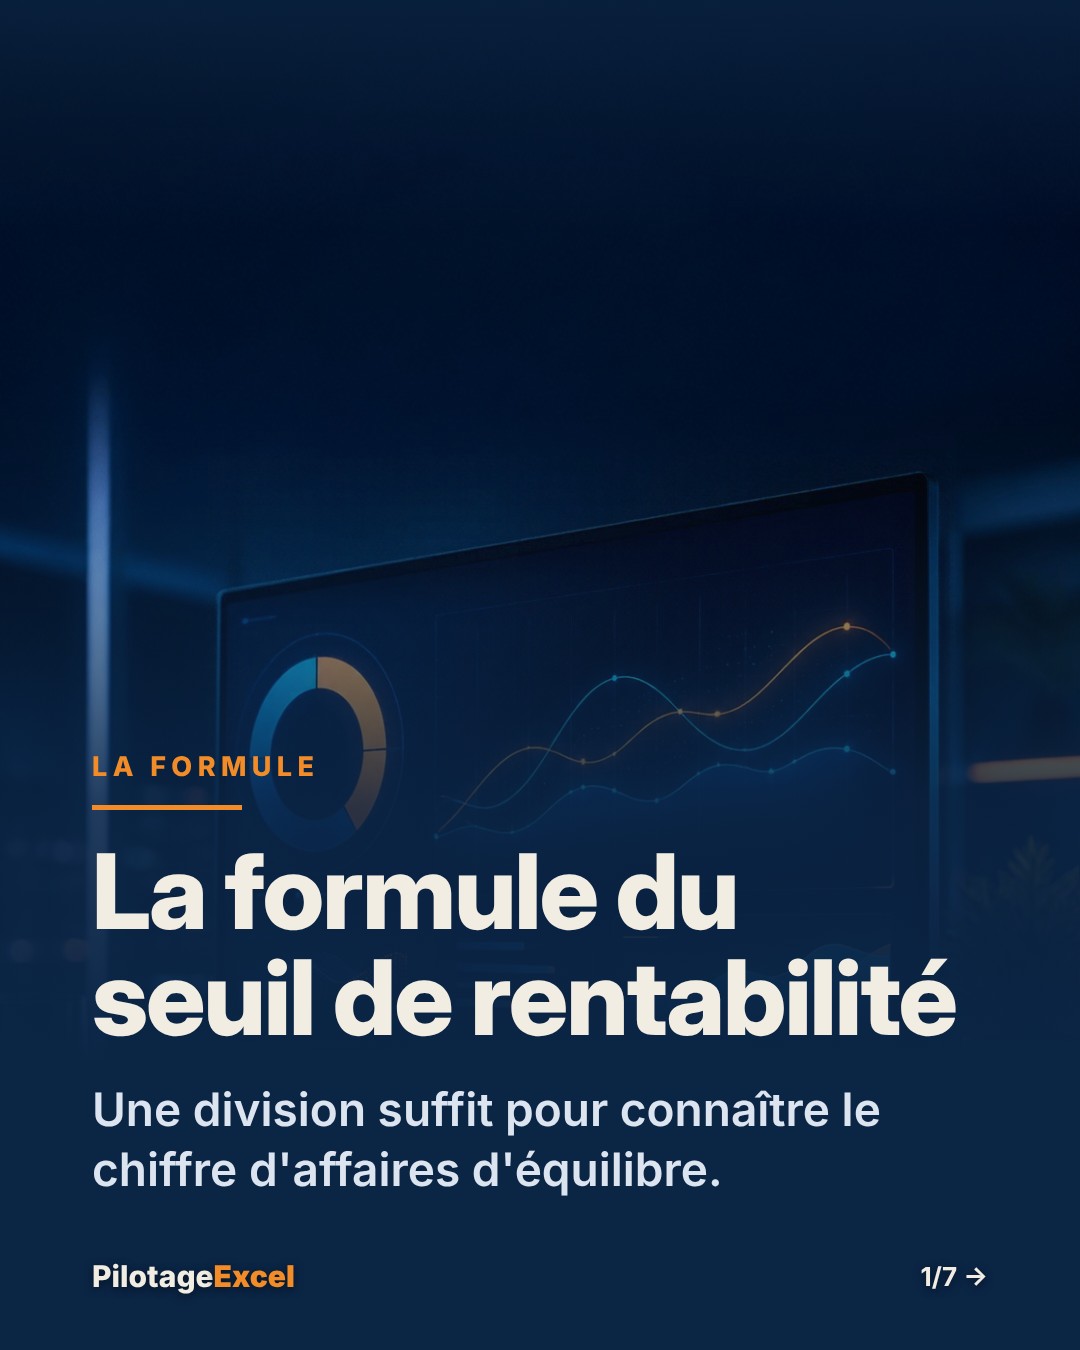 LA FORMULE
La formule du
seuil de rentabilité
Une division suffit pour connaître le
chiffre d'affaires d'équilibre.
PilotageExcel
1/7 →